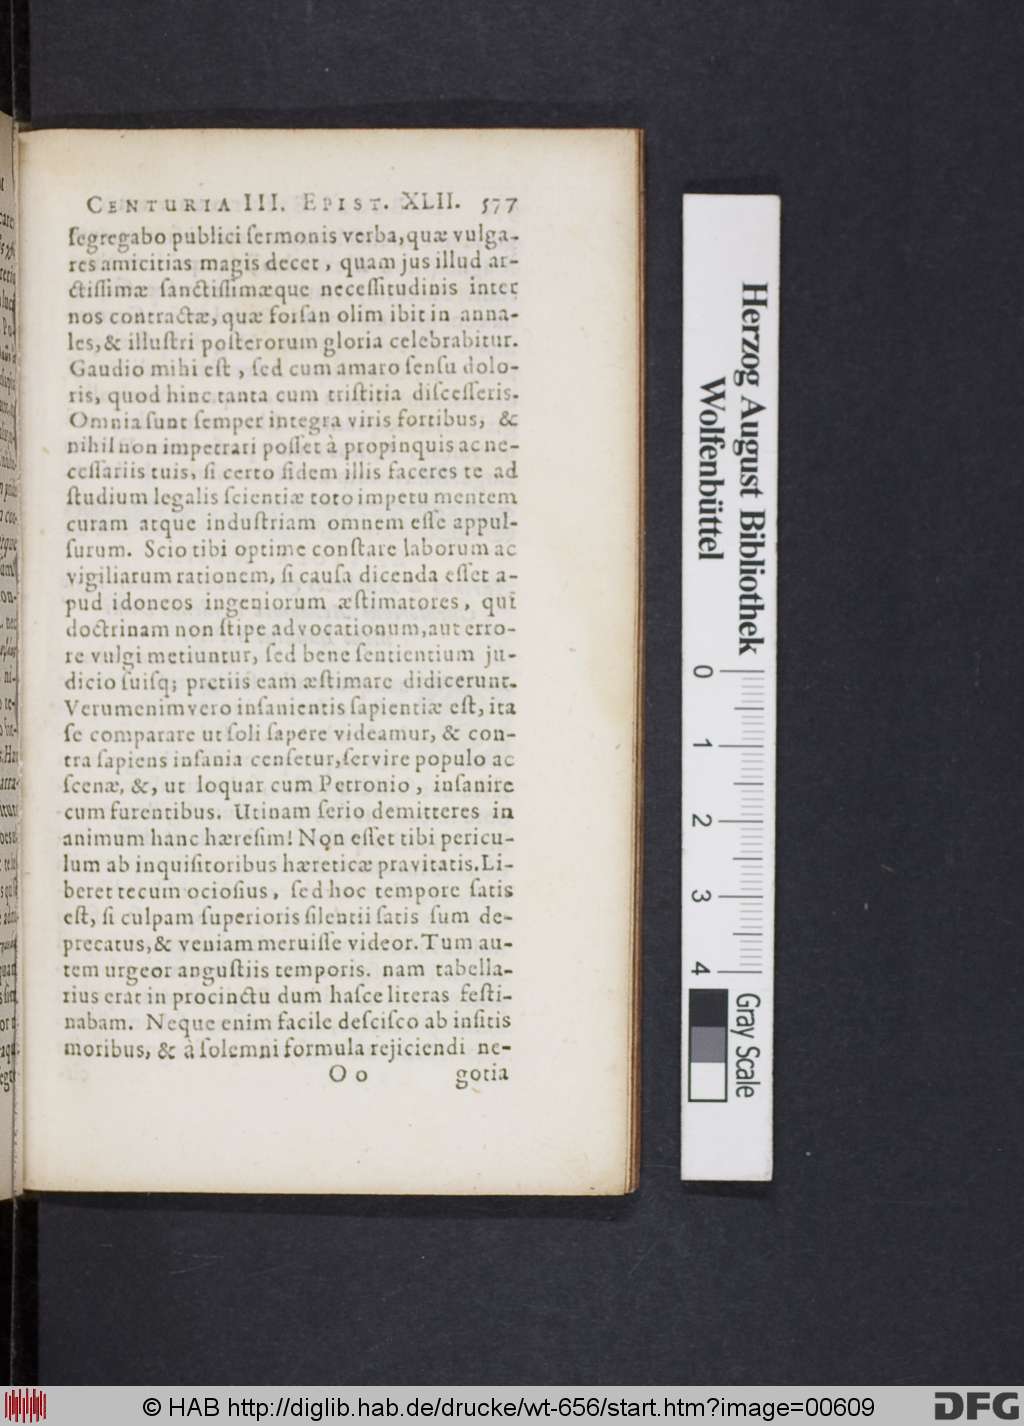 CENTURIA III. EPIST. XLII. 577
ſegregabo publici ſermonis verba, quæ vulga-
res amicitias magis decet, quam jus illud ar-
ctiſſimæ ſanctiſſimæque neceſſitudinis inter
nos contractæ, quæ forſan olim ibit in anna-
les, & illuſtri poſterorum gloria celebrabitur.
Gaudio mihi eſt, ſed cum amaro ſenſu dolo-
ris, quod hinc tanta cum triſtitia diſceſſeris.
Omnia ſunt ſemper integra viris fortibus, &
nihil non impetrari poſſet à propinquis ac ne-
ceſſariis tuis, ſi certo fidem illis faceres te ad
ſtudium legalis ſcientiæ toto impetu mentem
curam atque induſtriam omnem eſſe appul-
ſurum. Scio tibi optime conſtare laborum ac
vigiliarum rationem, ſi cauſa dicenda eſſet a-
pud idoneos ingeniorum æſtimatores, qui
doctrinam non ſtipe advocationum, aut erro-
re vulgi metiuntur, ſed bene ſentientium ju-
dicio ſuiſq; pretiis eam æſtimare didicerunt.
Verumenimvero inſanientis ſapientiæ eſt, ita
ſe comparare ut ſoli ſapere videamur, & con-
tra ſapiens inſania cenſetur, ſervire populo ac
ſcenæ, &, ut loquar cum Petronio, inſanire
cum furentibus. Utinam ſerio demitteres in
animum hanc hæreſim! Non eſſet tibi pericu-
lum ab inquiſitoribus hæreticæ pravitatis. Li-
beret tecum ocioſius, ſed hoc tempore ſatis
eſt, ſi culpam ſuperioris ſilentii ſatis ſum de-
precatus, & veniam meruiſſe videor. Tum au-
tem urgeor anguſtiis temporis. nam tabella-
rius erat in procinctu dum haſce literas feſti-
nabam. Neque enim facile deſciſco ab inſitis
moribus, & à ſolemni formula rejiciendi ne-
O o gotia
Herzog August Bibliothek
Wolfenbüttel
0 1 2 3 4
Gray Scale
© HAB http://diglib.hab.de/drucke/wt-656/start.htm?image=00609
DFG